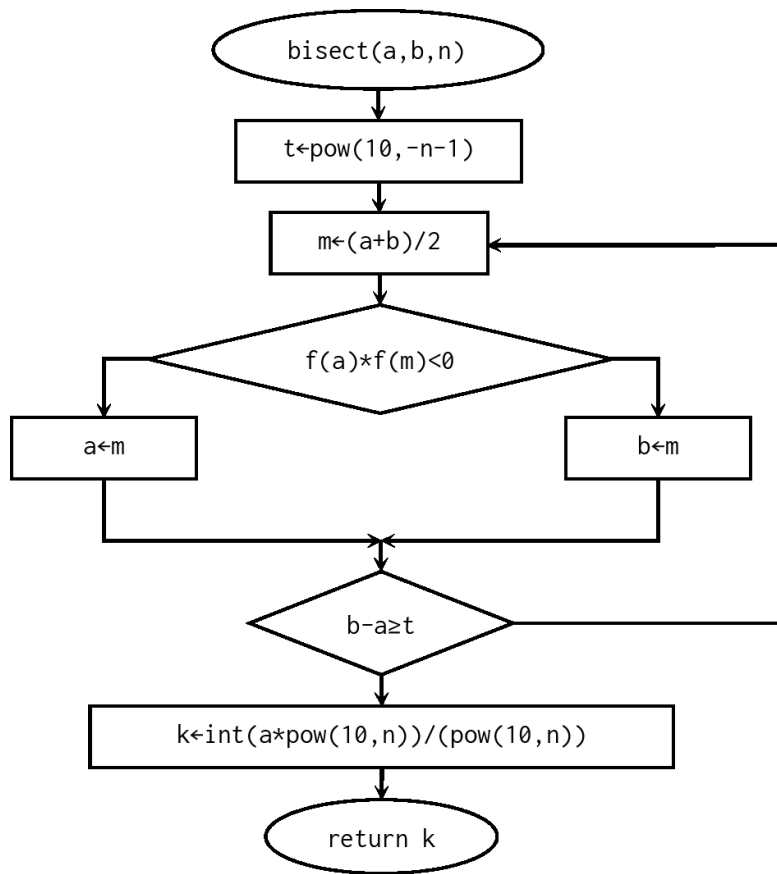 bisect(a,b,n)
t←pow(10,-n-1)
m←(a+b)/2
f(a)*f(m)<0
a←m
b←m
b-a≥t
k←int(a*pow(10,n))/(pow(10,n))
return k